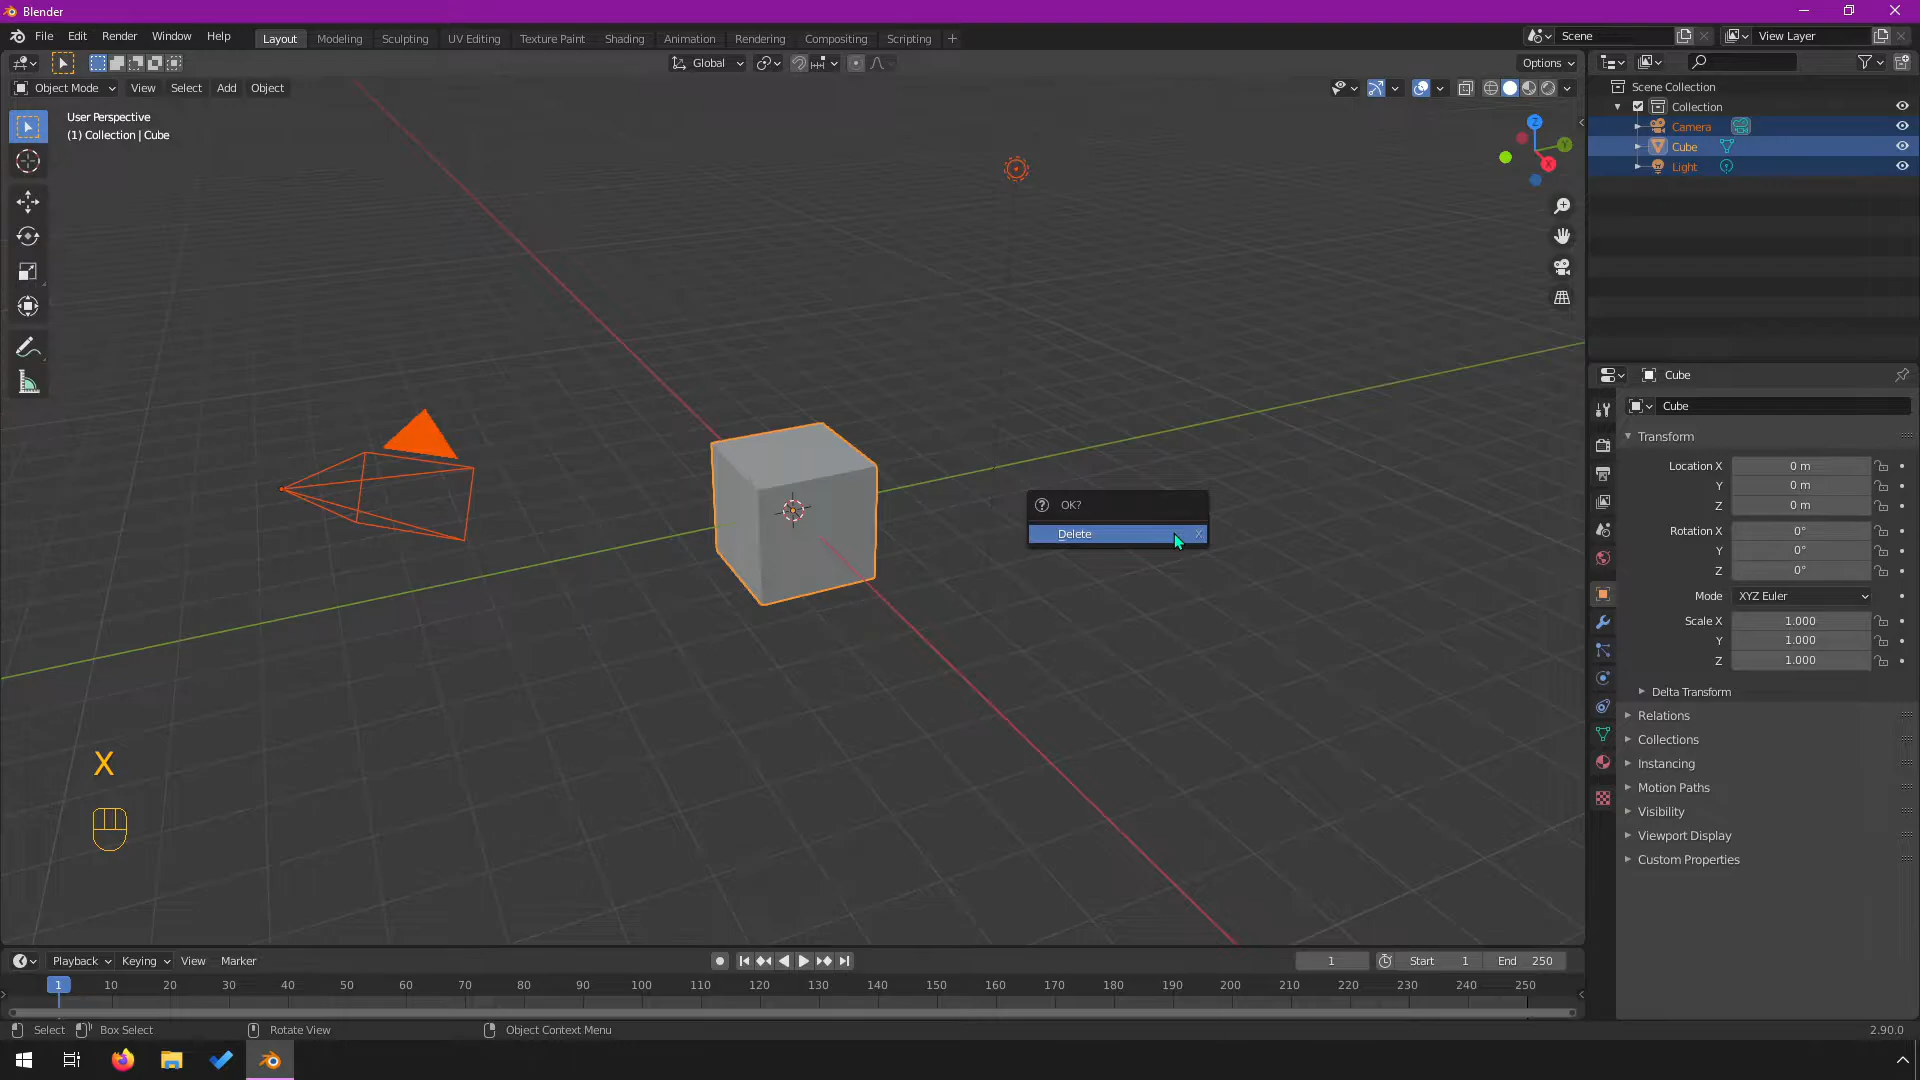 Blender
File Edit Render Window Help Layout Modeling Sculpting UV Editing Texture Paint Shading Animation Rendering Compositing Scripting + Scene View Layer
Global Options
Object Mode View Select Add Object
User Perspective
(1) Collection | Cube
Z
Y
X
Scene Collection
Collection
Camera
Cube
Light
OK?
Delete X
X
Cube
Cube
Transform
Location X 0 m
Y 0 m
Z 0 m
Rotation X 0°
Y 0°
Z 0°
Mode XYZ Euler
Scale X 1.000
Y 1.000
Z 1.000
Delta Transform
Relations
Collections
Instancing
Motion Paths
Visibility
Viewport Display
Custom Properties
Playback Keying View Marker 1 Start 1 End 250
1 10 20 30 40 50 60 70 80 90 100 110 120 130 140 150 160 170 180 190 200 210 220 230 240 250
Select Box Select Rotate View Object Context Menu 2.90.0